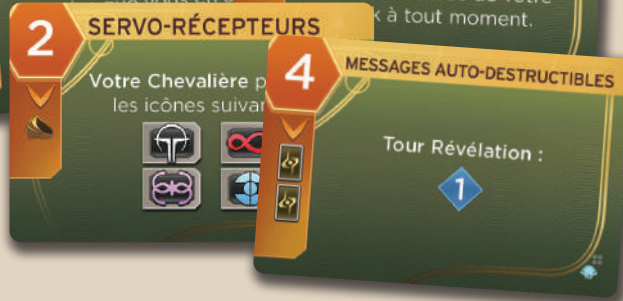 k à tout moment.
2
SERVO-RÉCEPTEURS
Votre Chevalière p
les icônes suivan
4
MESSAGES AUTO-DESTRUCTIBLES
Tour Révélation :
1